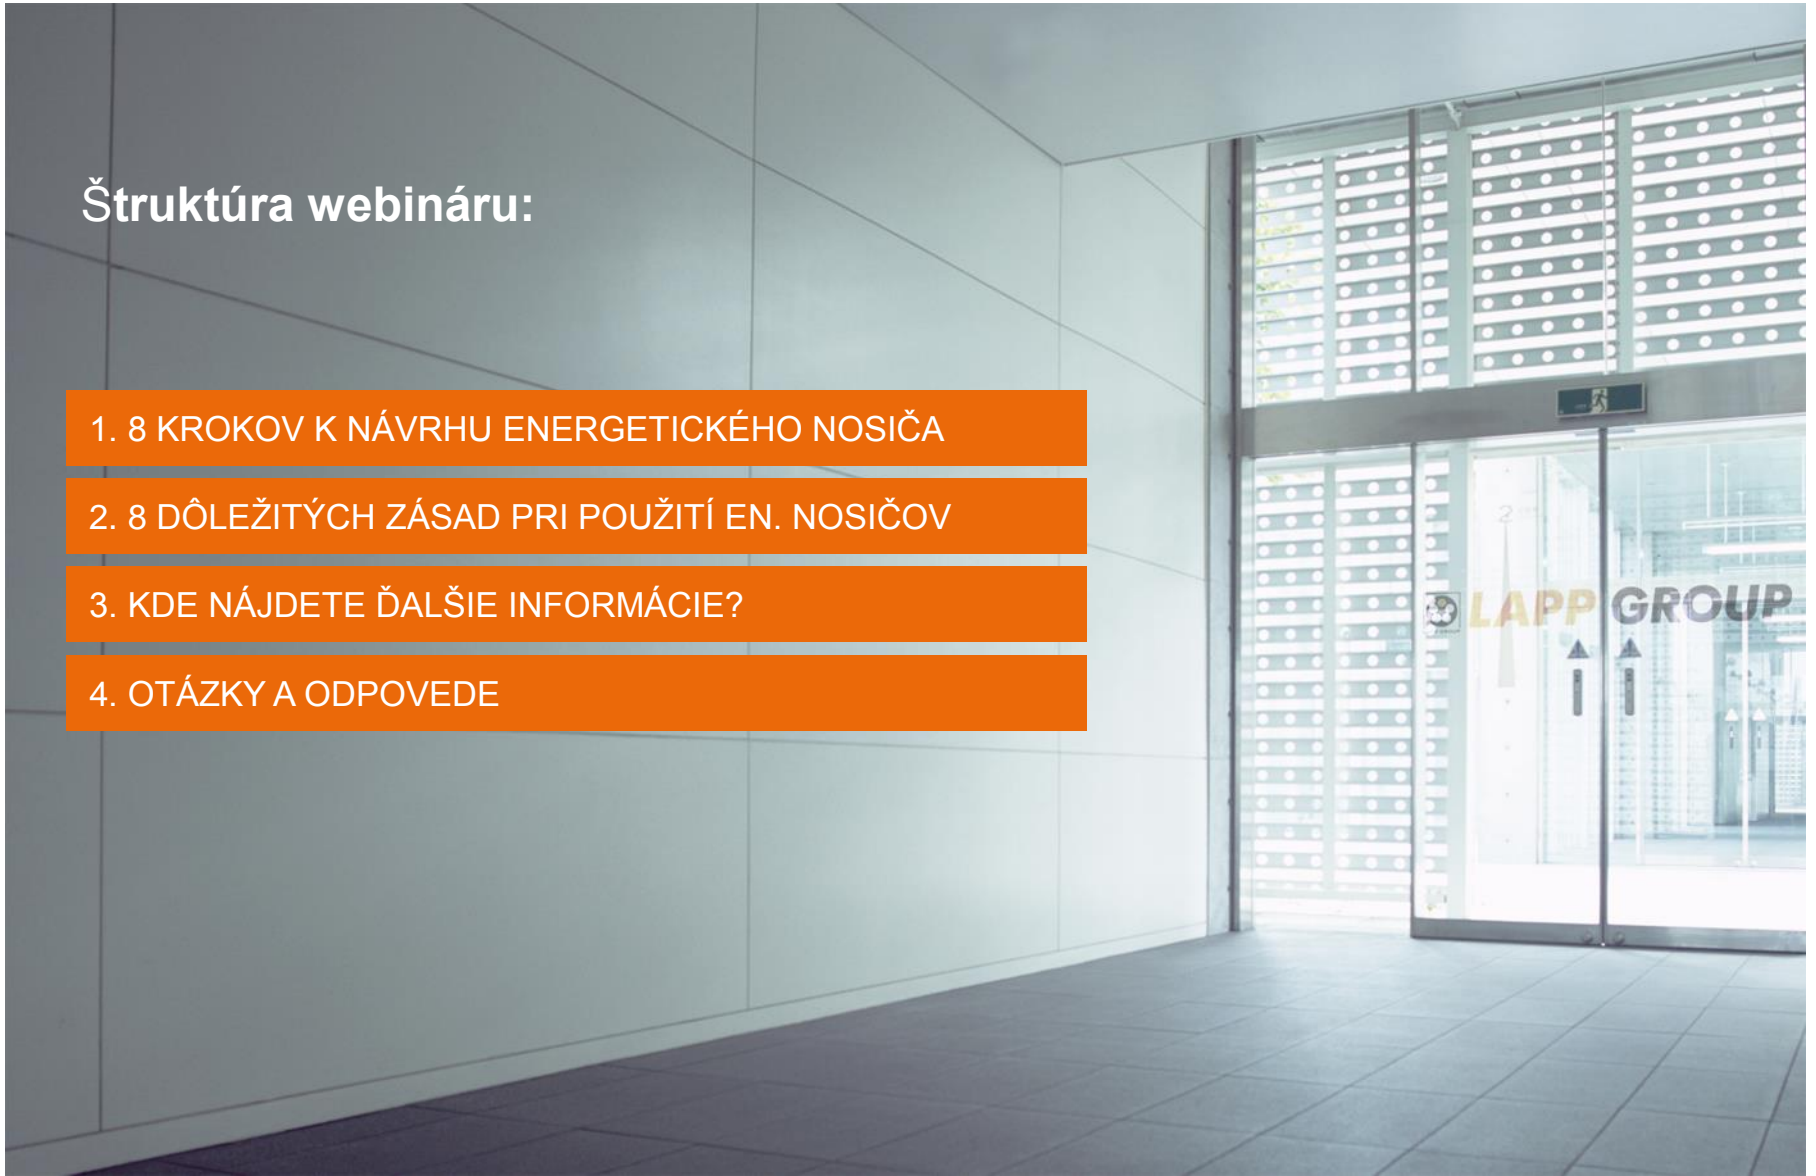 Štruktúra webináru:
1. 8 KROKOV K NÁVRHU ENERGETICKÉHO NOSIČA
2. 8 DÔLEŽITÝCH ZÁSAD PRI POUŽITÍ EN. NOSIČOV
3. KDE NÁJDETE ĎALŠIE INFORMÁCIE?
4. OTÁZKY A ODPOVEDE
LAPP GROUP